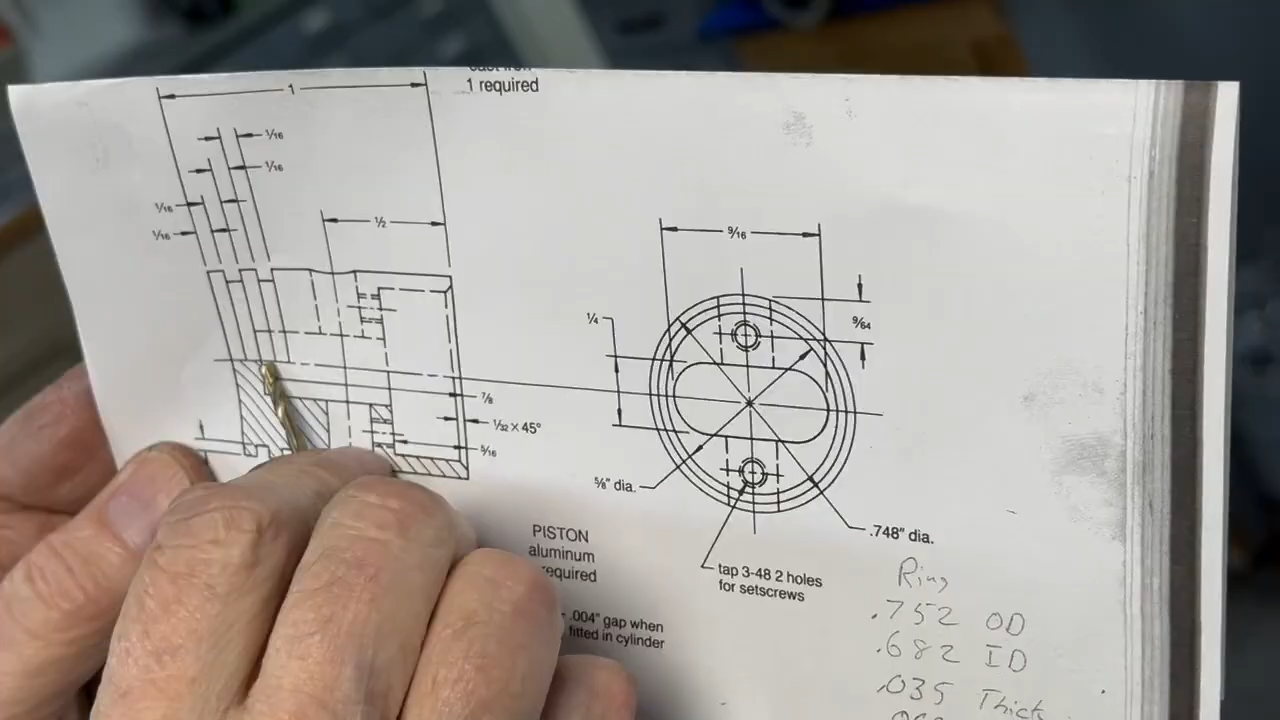 1 required
1
1/16
1/16
1/16
1/16
1/2
9/16
9/64
1/4
7/8
1/32 × 45°
5/16
5/8" dia.
.748" dia.
tap 3-48 2 holes
for setscrews
PISTON
aluminum
required
.004" gap when
fitted in cylinder
Ring
.752 OD
.682 ID
.035 Thick